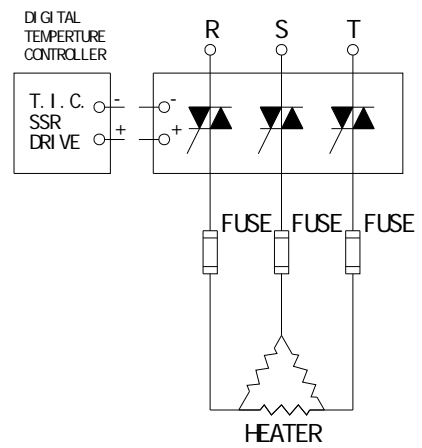 DIGITAL
TEMPERTURE
CONTROLLER
R S T
T.I.C. - -
SSR
DRIVE + +
FUSE FUSE FUSE
HEATER